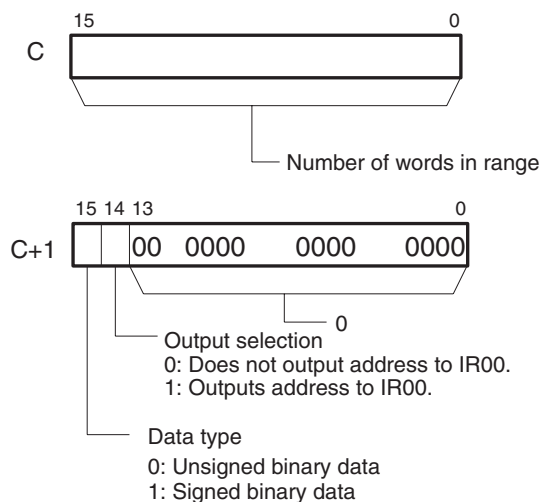 15 0
C
Number of words in range
15 14 13 0
C+1 00 0000 0000 0000
0
Output selection
0: Does not output address to IR00.
1: Outputs address to IR00.
Data type
0: Unsigned binary data
1: Signed binary data